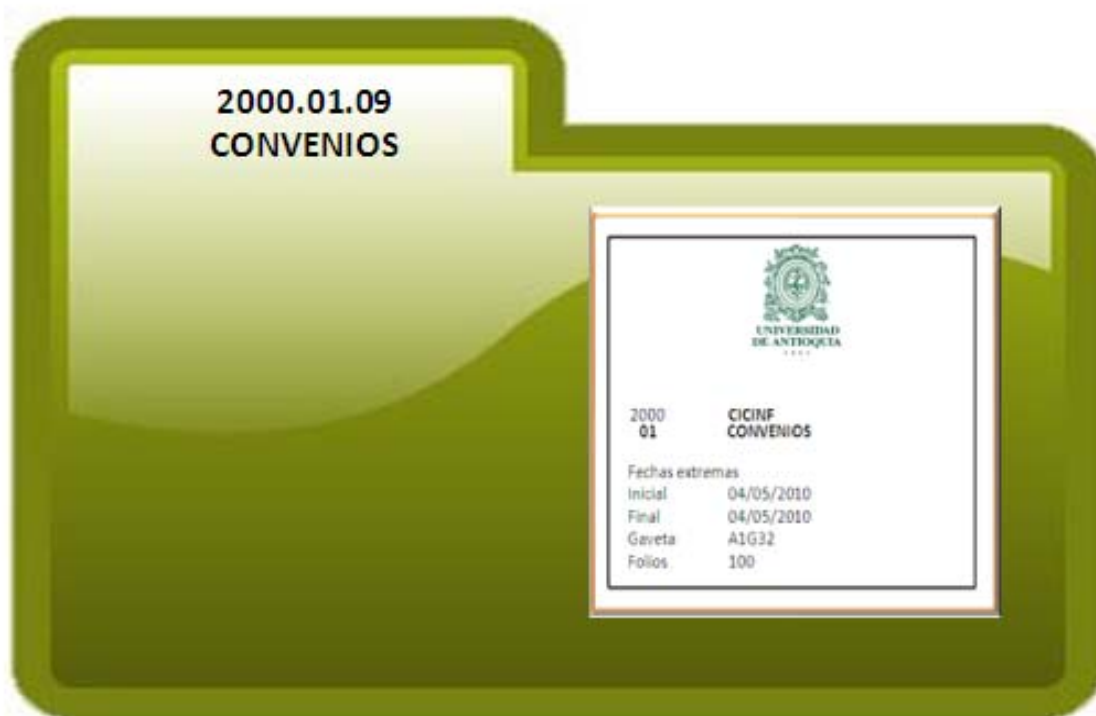 2000.01.09
CONVENIOS
UNIVERSIDAD
DE ANTIOQUIA
2000 CICINF
01 CONVENIOS
Fechas extremas
Inicial 04/05/2010
Final 04/05/2010
Gaveta A1G32
Folios 100